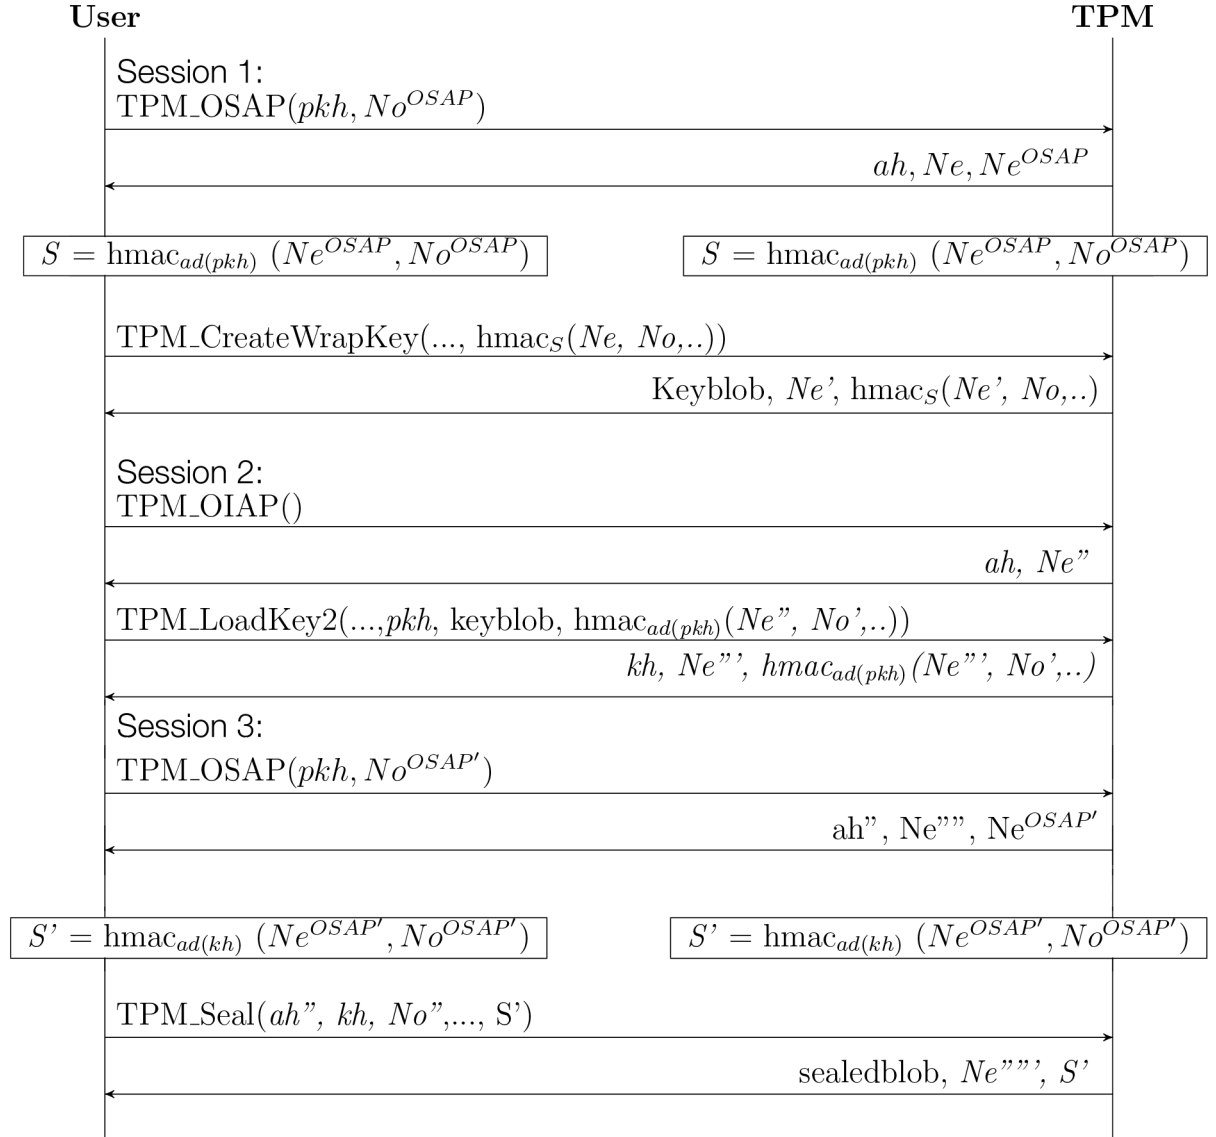 User TPM
Session 1:
TPM_OSAP(pkh, No^OSAP)
ah, Ne, Ne^OSAP
S = hmac_ad(pkh) (Ne^OSAP, No^OSAP) S = hmac_ad(pkh) (Ne^OSAP, No^OSAP)
TPM_CreateWrapKey(..., hmac_S(Ne, No,..))
Keyblob, Ne’, hmac_S(Ne’, No,..)
Session 2:
TPM_OIAP()
ah, Ne”
TPM_LoadKey2(...,pkh, keyblob, hmac_ad(pkh)(Ne”, No’,..))
kh, Ne”’, hmac_ad(pkh)(Ne”’, No’,..)
Session 3:
TPM_OSAP(pkh, No^OSAP′)
ah”, Ne””, Ne^OSAP′
S’ = hmac_ad(kh) (Ne^OSAP′, No^OSAP′) S’ = hmac_ad(kh) (Ne^OSAP′, No^OSAP′)
TPM_Seal(ah”, kh, No”,..., S’)
sealedblob, Ne””’, S’